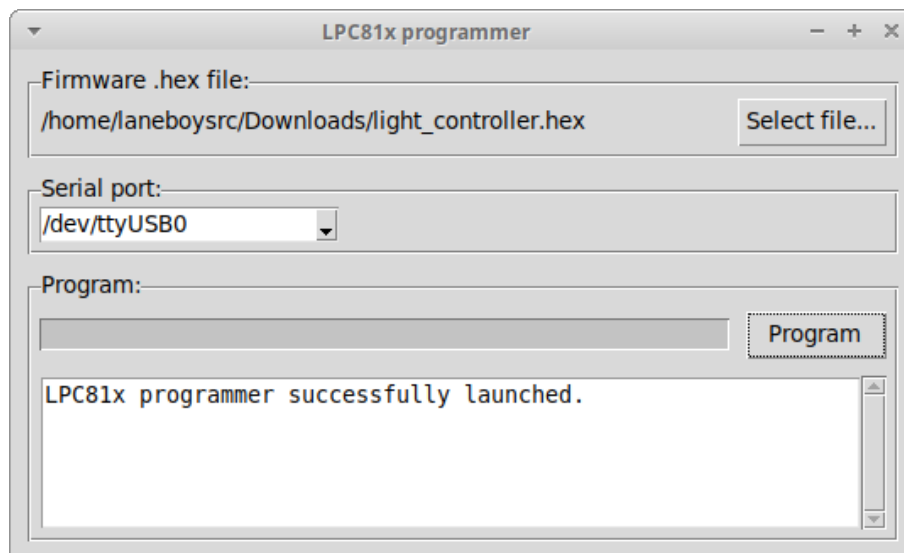 LPC81x programmer
Firmware .hex file:
/home/laneboysrc/Downloads/light_controller.hex
Select file...
Serial port:
/dev/ttyUSB0
Program:
Program
LPC81x programmer successfully launched.